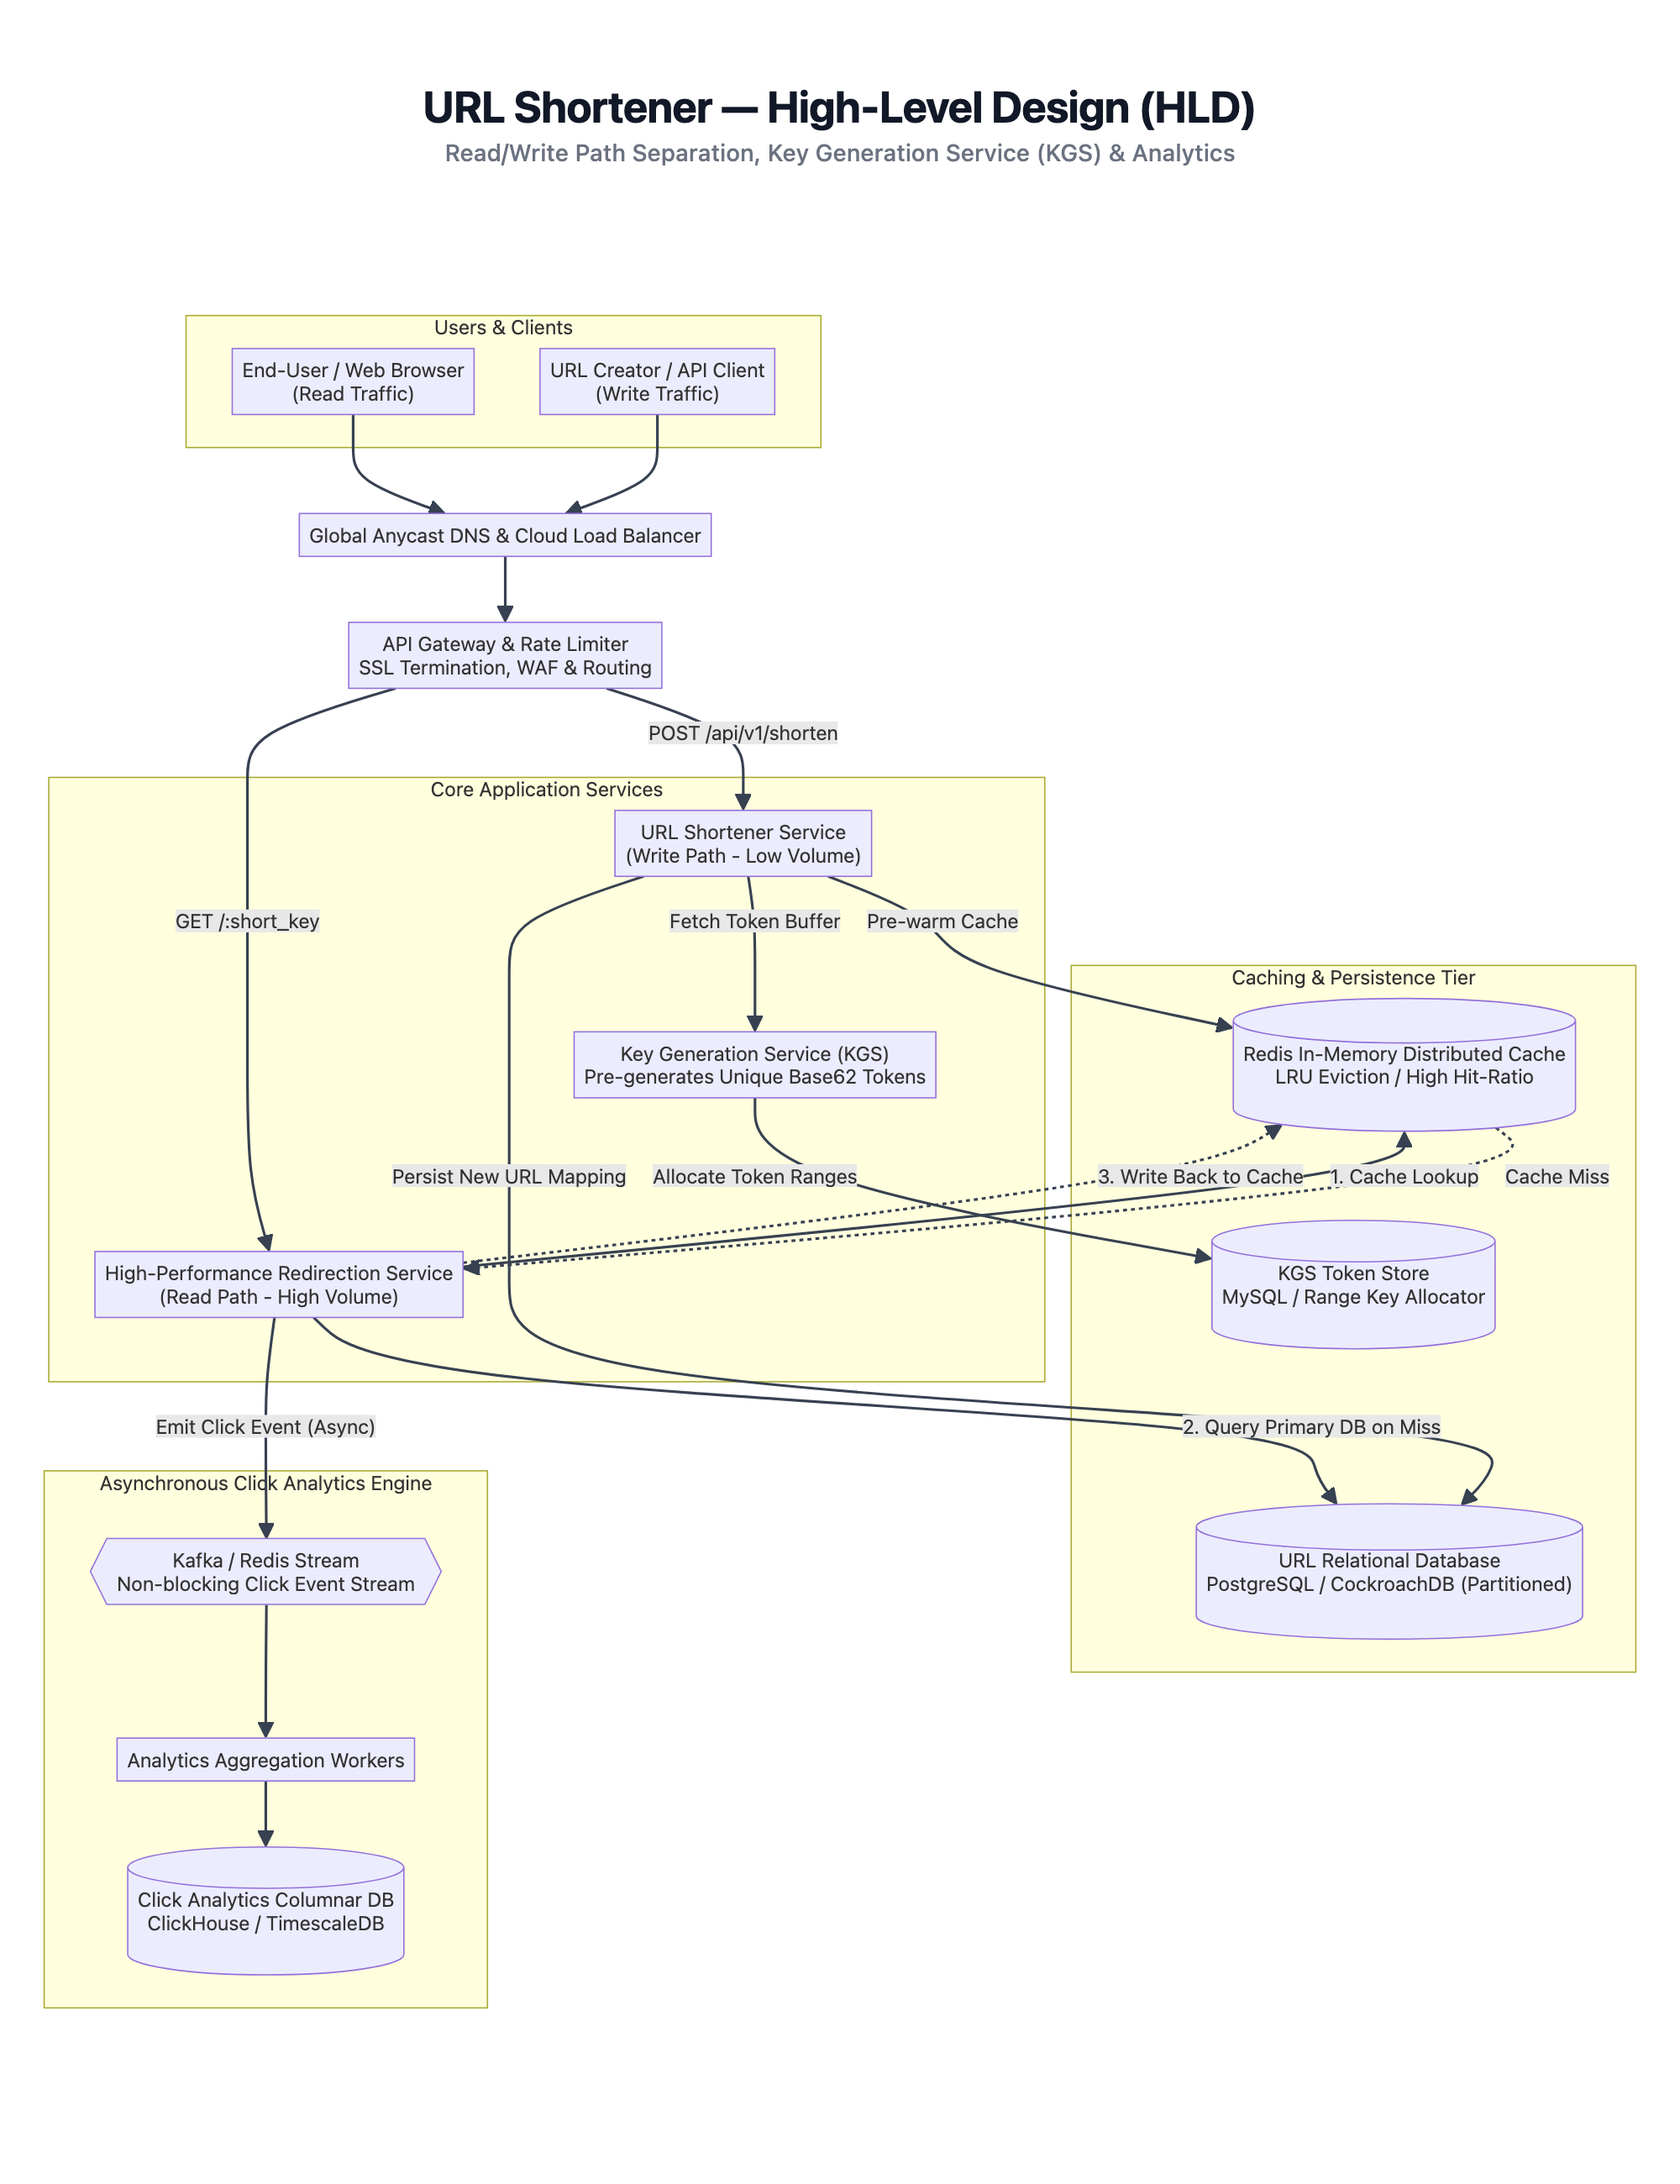 URL Shortener — High-Level Design (HLD)
Read/Write Path Separation, Key Generation Service (KGS) & Analytics
Users & Clients
End-User / Web Browser
(Read Traffic)
URL Creator / API Client
(Write Traffic)
Global Anycast DNS & Cloud Load Balancer
API Gateway & Rate Limiter
SSL Termination, WAF & Routing
POST /api/v1/shorten
Core Application Services
URL Shortener Service
(Write Path - Low Volume)
GET /:short_key
Fetch Token Buffer
Pre-warm Cache
Caching & Persistence Tier
Key Generation Service (KGS)
Pre-generates Unique Base62 Tokens
Redis In-Memory Distributed Cache
LRU Eviction / High Hit-Ratio
Persist New URL Mapping
Allocate Token Ranges
3. Write Back to Cache
1. Cache Lookup
Cache Miss
High-Performance Redirection Service
(Read Path - High Volume)
KGS Token Store
MySQL / Range Key Allocator
Emit Click Event (Async)
2. Query Primary DB on Miss
Asynchronous Click Analytics Engine
Kafka / Redis Stream
Non-blocking Click Event Stream
URL Relational Database
PostgreSQL / CockroachDB (Partitioned)
Analytics Aggregation Workers
Click Analytics Columnar DB
ClickHouse / TimescaleDB